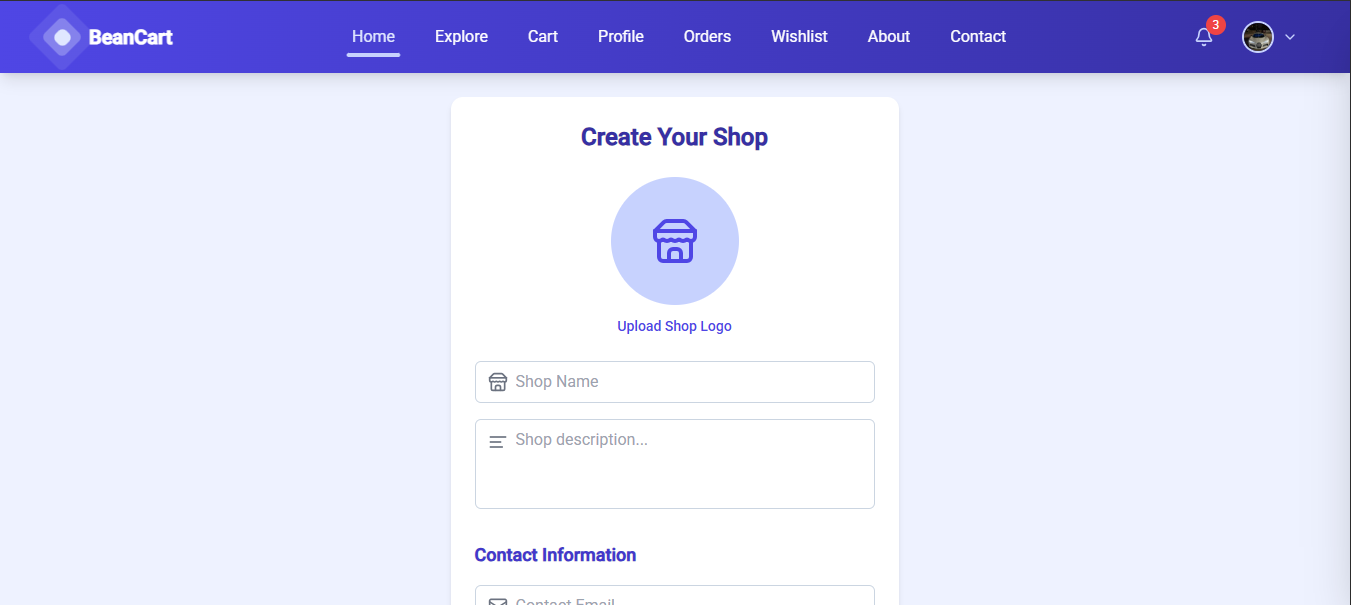 BeanCart
Home Explore Cart Profile Orders Wishlist About Contact
3
Create Your Shop
Upload Shop Logo
Shop Name
Shop description...
Contact Information
Contact Email